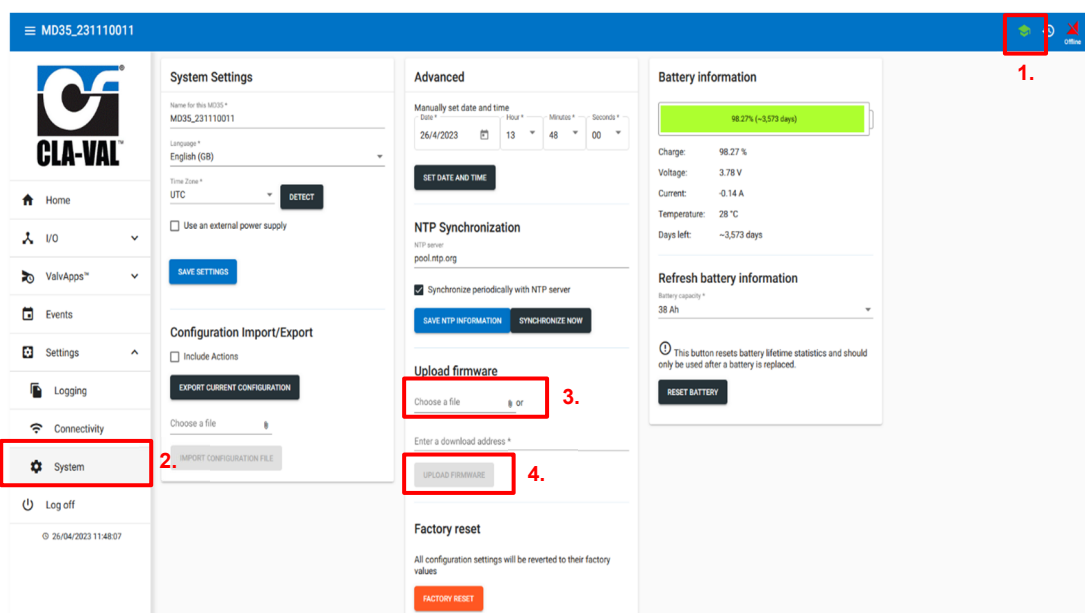 MD35_231110011
Offline
1.
CLA-VAL™
Home
I/O
ValvApps™
Events
Settings
Logging
Connectivity
System
2.
Log off
26/04/2023 11:48:07
System Settings
Name for this MD35 *
MD35_231110011
Language *
English (GB)
Time Zone *
UTC
DETECT
Use an external power supply
SAVE SETTINGS
Configuration Import/Export
Include Actions
EXPORT CURRENT CONFIGURATION
Choose a file
IMPORT CONFIGURATION FILE
Advanced
Manually set date and time
Date * Hour * Minutes * Seconds *
26/4/2023 13 48 00
SET DATE AND TIME
NTP Synchronization
NTP server
pool.ntp.org
Synchronize periodically with NTP server
SAVE NTP INFORMATION SYNCHRONIZE NOW
Upload firmware
Choose a file or
3.
Enter a download address *
UPLOAD FIRMWARE
4.
Factory reset
All configuration settings will be reverted to their factory
values
FACTORY RESET
Battery information
98.27% (~3,573 days)
Charge: 98.27 %
Voltage: 3.78 V
Current: -0.14 A
Temperature: 28 °C
Days left: ~3,573 days
Refresh battery information
Battery capacity *
38 Ah
This button resets battery lifetime statistics and should
only be used after a battery is replaced.
RESET BATTERY